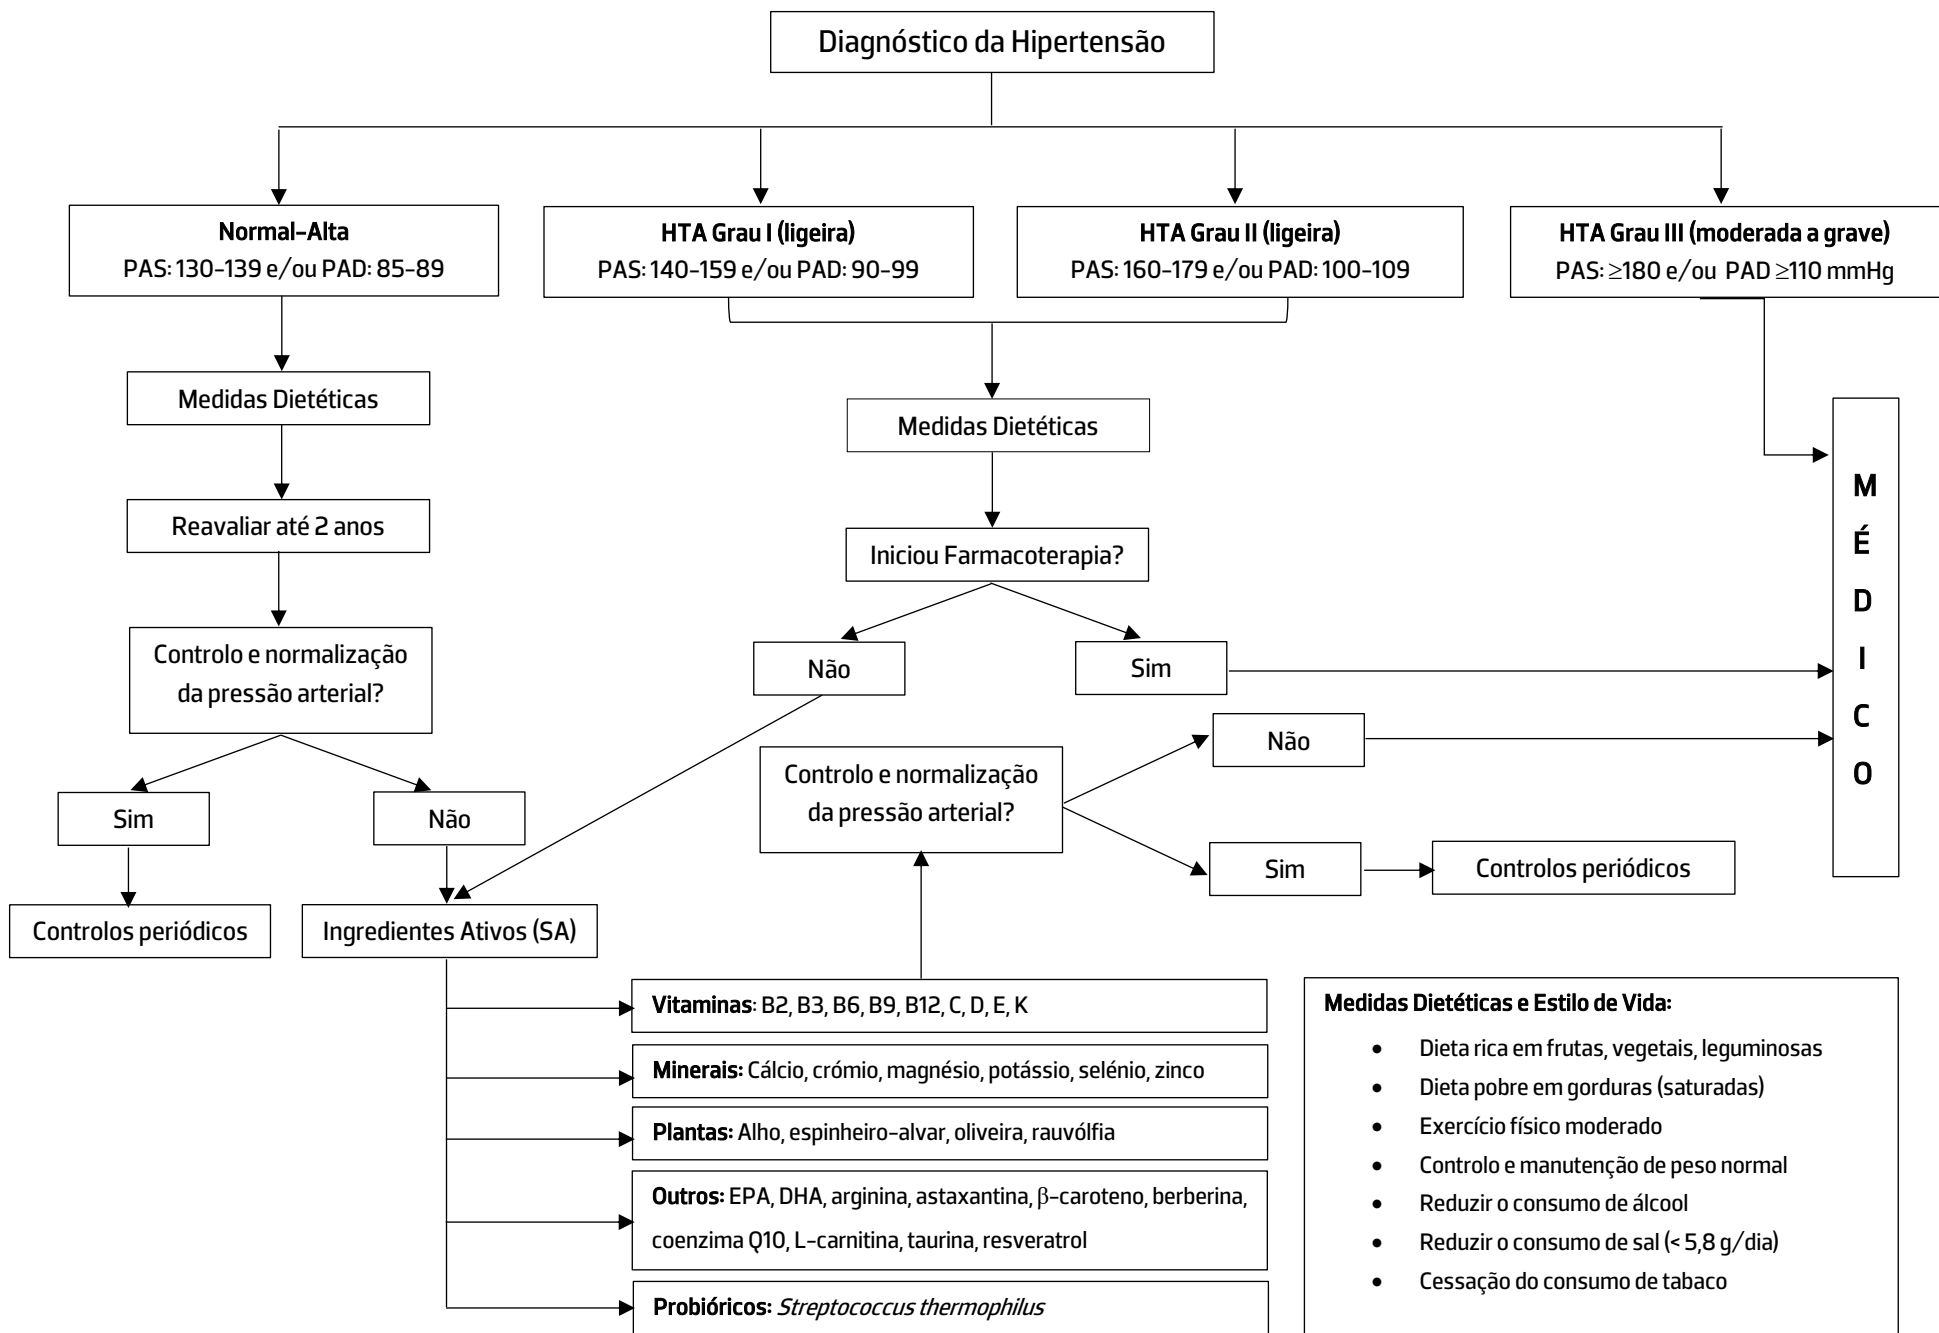 Diagnóstico da Hipertensão
Normal-Alta
PAS: 130-139 e/ou PAD: 85-89
HTA Grau I (ligeira)
PAS: 140-159 e/ou PAD: 90-99
HTA Grau II (ligeira)
PAS: 160-179 e/ou PAD: 100-109
HTA Grau III (moderada a grave)
PAS: ≥180 e/ou PAD ≥110 mmHg
Medidas Dietéticas
Medidas Dietéticas
Reavaliar até 2 anos
Iniciou Farmacoterapia?
Controlo e normalização
da pressão arterial?
Não
Sim
M
É
D
I
C
O
Controlo e normalização
da pressão arterial?
Não
Sim
Controlos periódicos
Sim
Não
Controlos periódicos
Ingredientes Ativos (SA)
Vitaminas: B2, B3, B6, B9, B12, C, D, E, K
Minerais: Cálcio, crómio, magnésio, potássio, selénio, zinco
Plantas: Alho, espinheiro-alvar, oliveira, rauvólfia
Outros: EPA, DHA, arginina, astaxantina, β-caroteno, berberina,
coenzima Q10, L-carnitina, taurina, resveratrol
Probióricos: Streptococcus thermophilus
Medidas Dietéticas e Estilo de Vida:
• Dieta rica em frutas, vegetais, leguminosas
• Dieta pobre em gorduras (saturadas)
• Exercício físico moderado
• Controlo e manutenção de peso normal
• Reduzir o consumo de álcool
• Reduzir o consumo de sal (< 5,8 g/dia)
• Cessação do consumo de tabaco